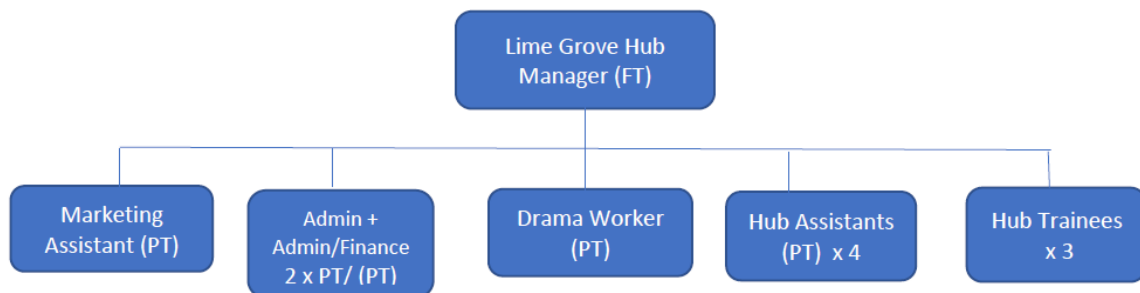 Lime Grove Hub
Manager (FT)
Marketing
Assistant (PT)
Admin +
Admin/Finance
2 x PT/ (PT)
Drama Worker
(PT)
Hub Assistants
(PT)  x 4
Hub Trainees
x 3